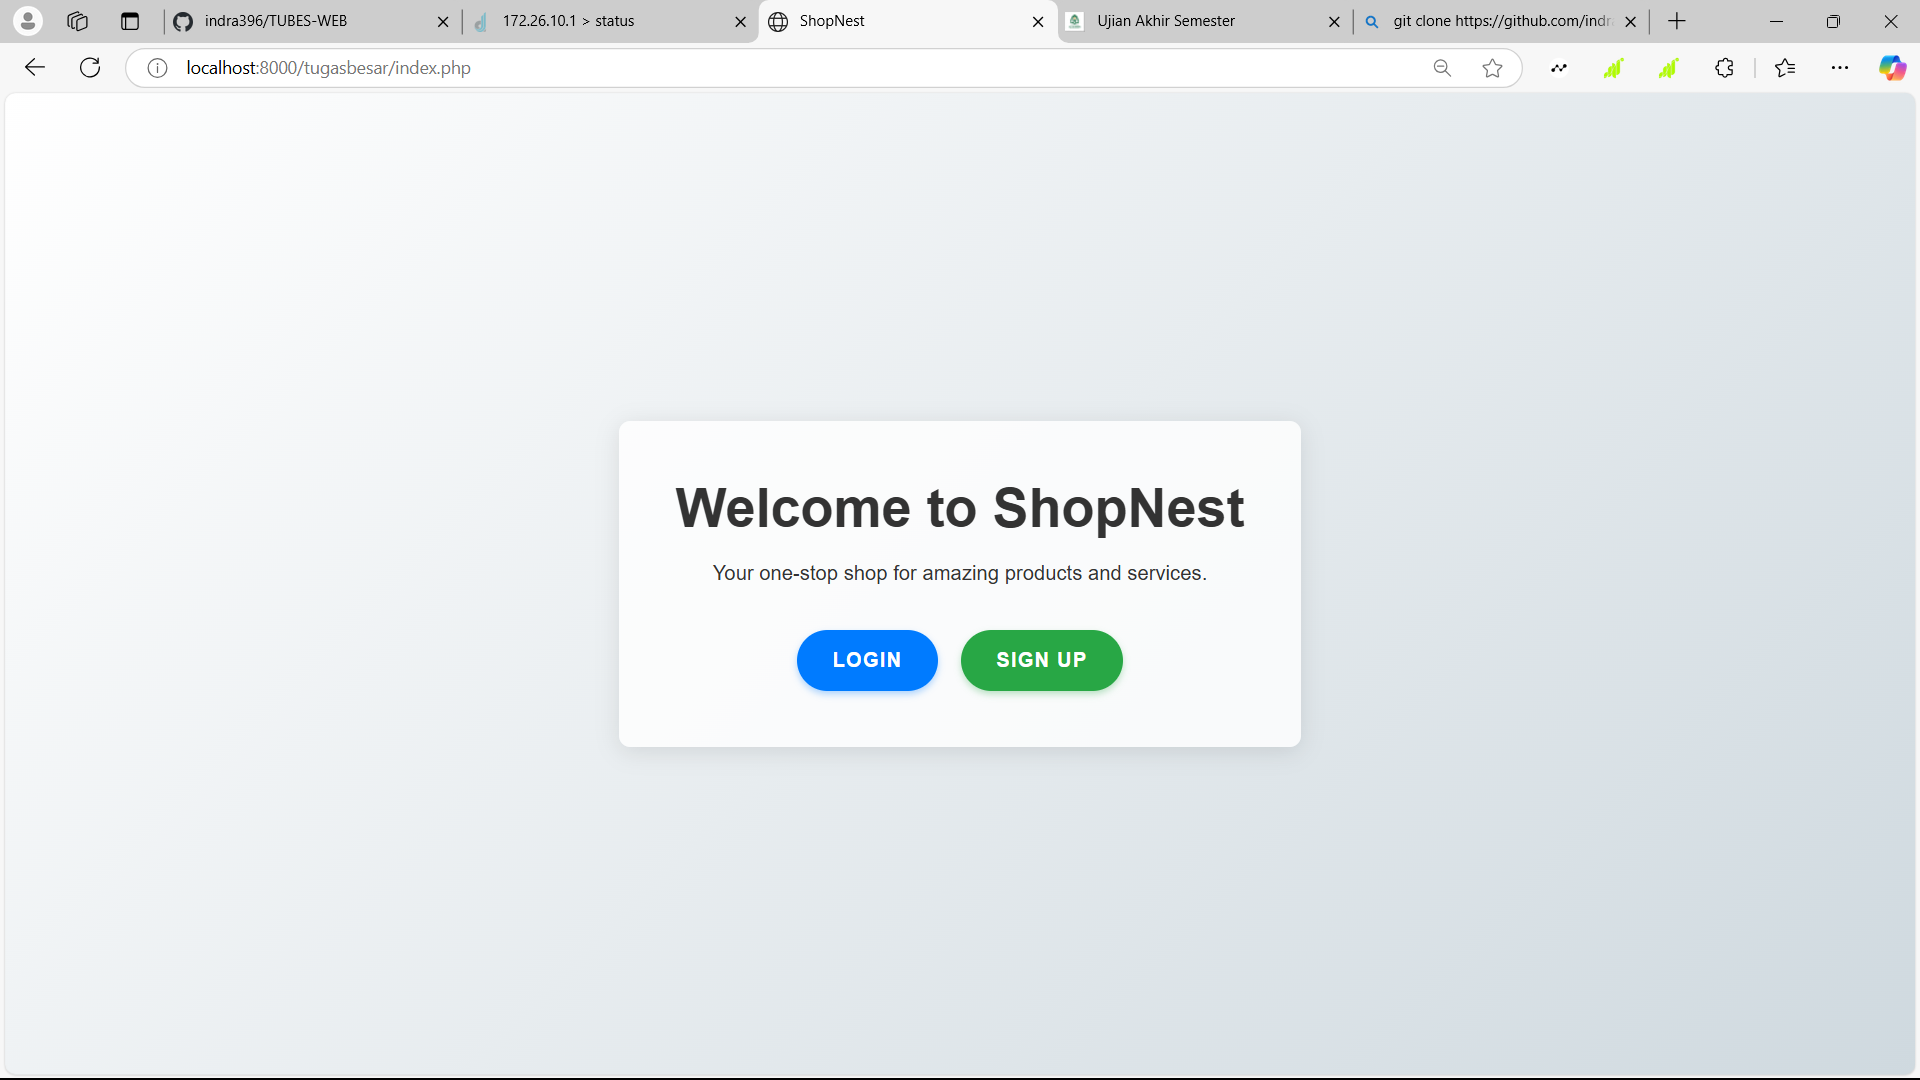 indra396/TUBES-WEB
172.26.10.1 > status
ShopNest
Ujian Akhir Semester
git clone https://github.com/indr
localhost:8000/tugasbesar/index.php
Welcome to ShopNest
Your one-stop shop for amazing products and services.
LOGIN
SIGN UP